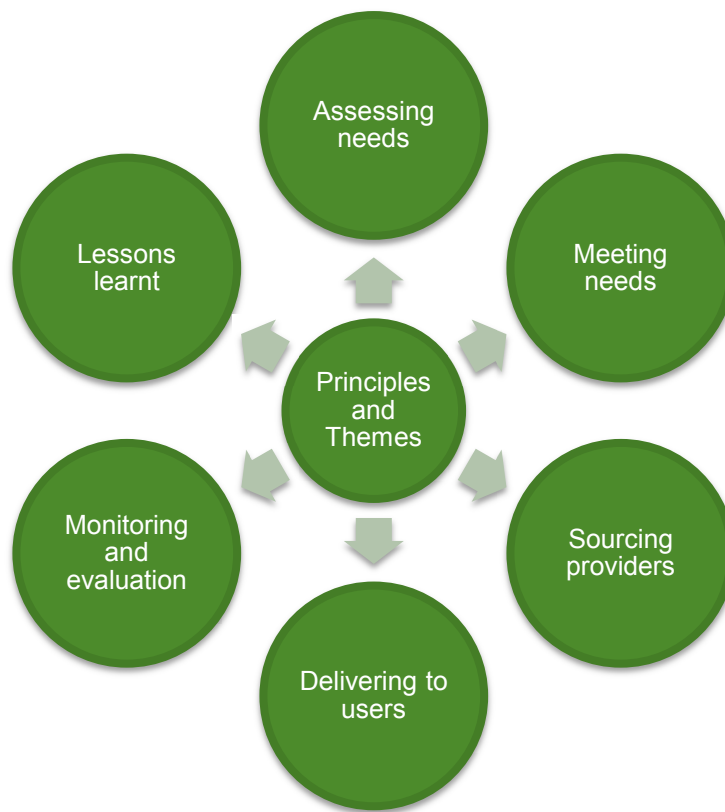 Assessing
needs
Lessons
learnt
Meeting
needs
Principles
and
Themes
Monitoring
and
evaluation
Sourcing
providers
Delivering to
users